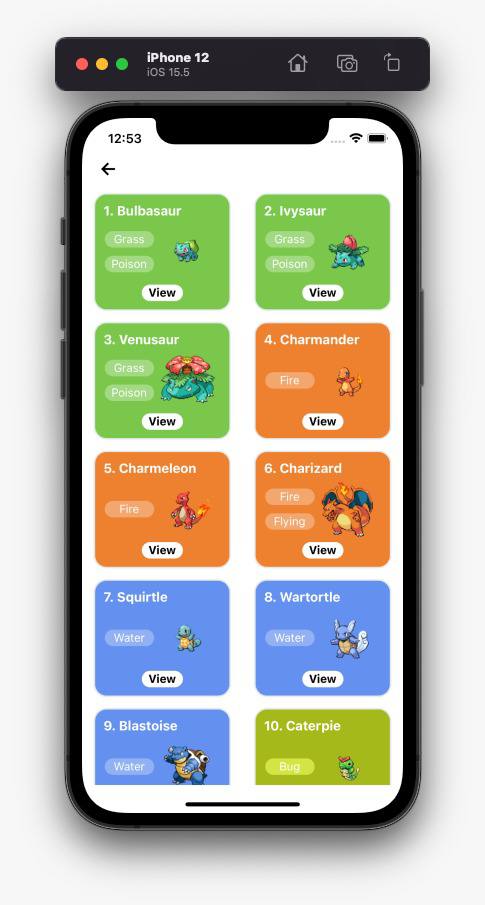 iPhone 12
iOS 15.5
12:53
1. Bulbasaur
Grass
Poison
View
2. Ivysaur
Grass
Poison
View
3. Venusaur
Grass
Poison
View
4. Charmander
Fire
View
5. Charmeleon
Fire
View
6. Charizard
Fire
Flying
View
7. Squirtle
Water
View
8. Wartortle
Water
View
9. Blastoise
Water
10. Caterpie
Bug